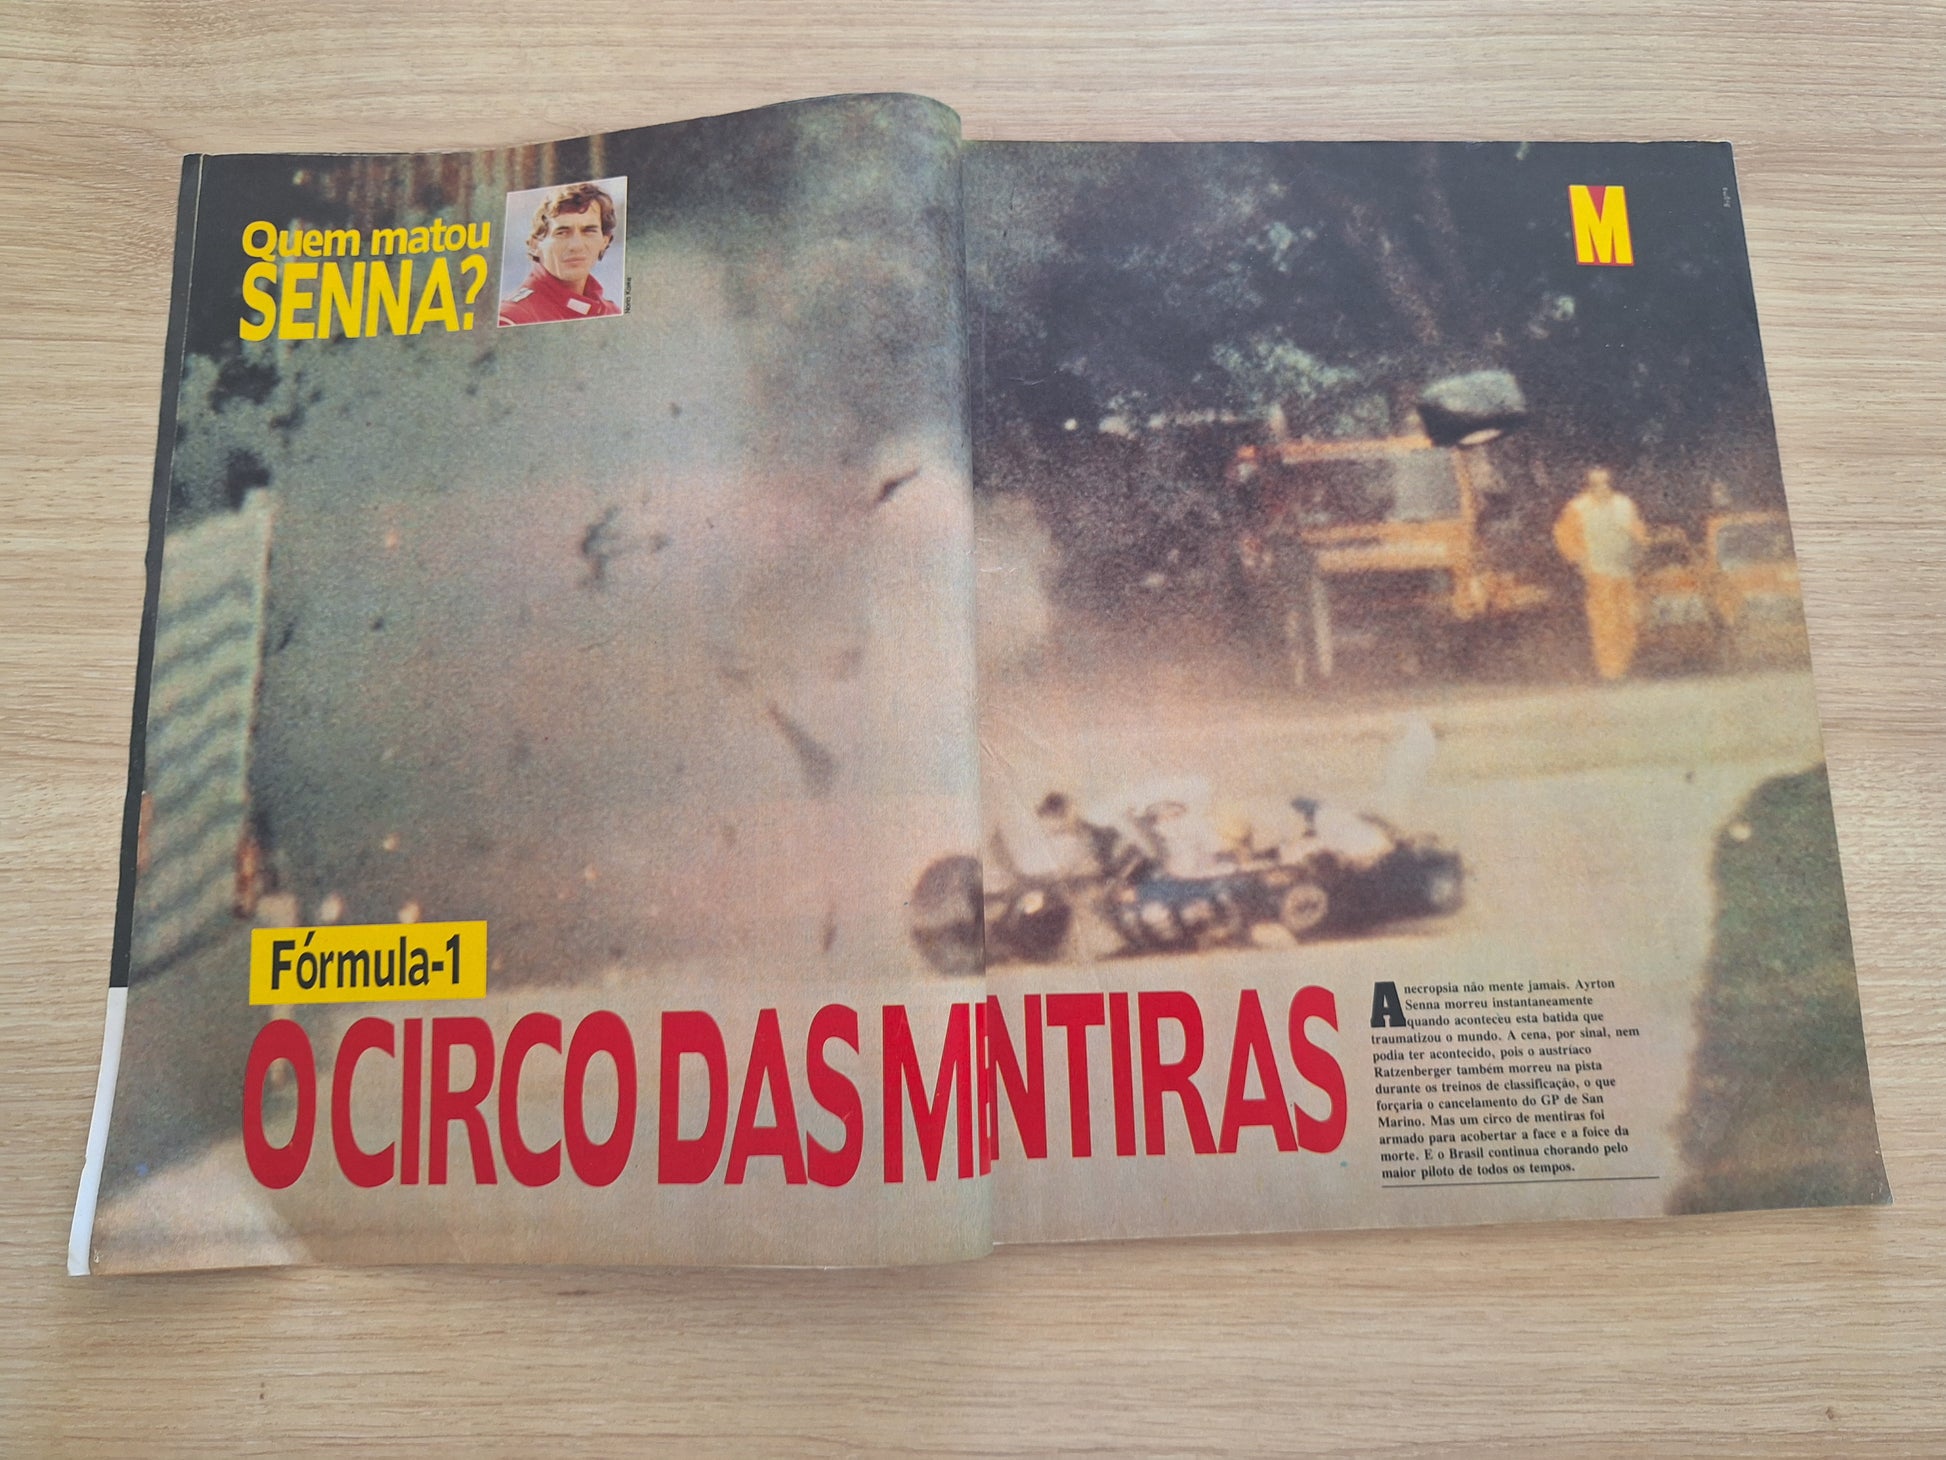 Quem matou
SENNA?
Norio Koike
M
Fórmula-1
O CIRCO DAS MENTIRAS
A necropsia não mente jamais. Ayrton
Senna morreu instantaneamente
quando aconteceu esta batida que
traumatizou o mundo. A cena, por sinal, nem
podia ter acontecido, pois o austríaco
Ratzenberger também morreu na pista
durante os treinos de classificação, o que
forçaria o cancelamento do GP de San
Marino. Mas um circo de mentiras foi
armado para acobertar a face e a foice da
morte. E o Brasil continua chorando pelo
maior piloto de todos os tempos.